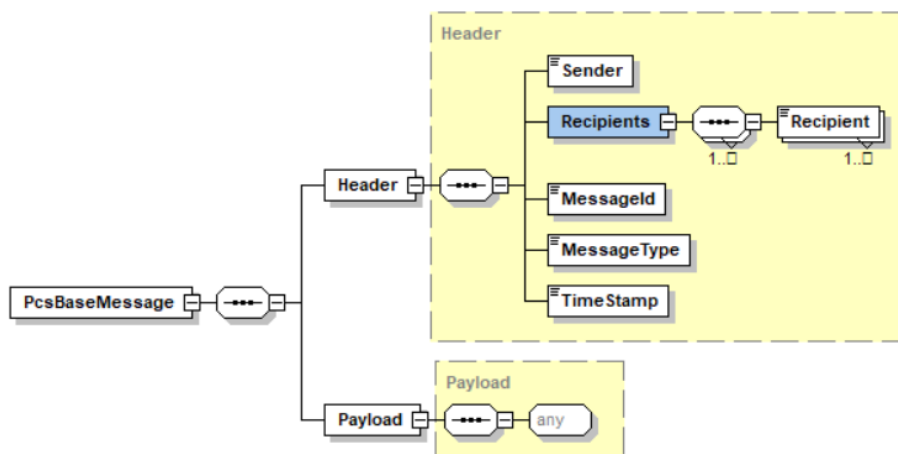 Header
Sender
Recipients
Recipient
1..□
1..□
Header
MessageId
MessageType
PcsBaseMessage
TimeStamp
Payload
Payload
any